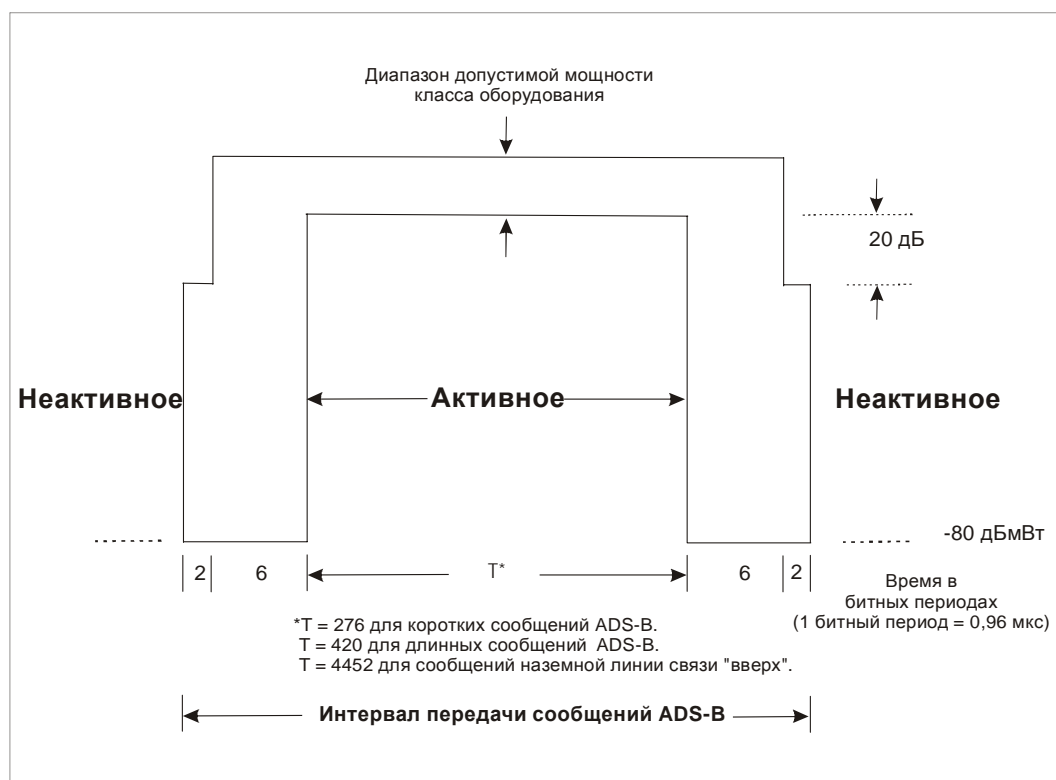 Диапазон допустимой мощности
класса оборудования
20 дБ
Неактивное
Активное
Неактивное
-80 дБмВт
2
6
T*
6
2
Время в
битных периодах
(1 битный период = 0,96 мкс)
*T = 276 для коротких сообщений ADS-B.
T = 420 для длинных сообщений ADS-B.
T = 4452 для сообщений наземной линии связи "вверх".
Интервал передачи сообщений ADS-B